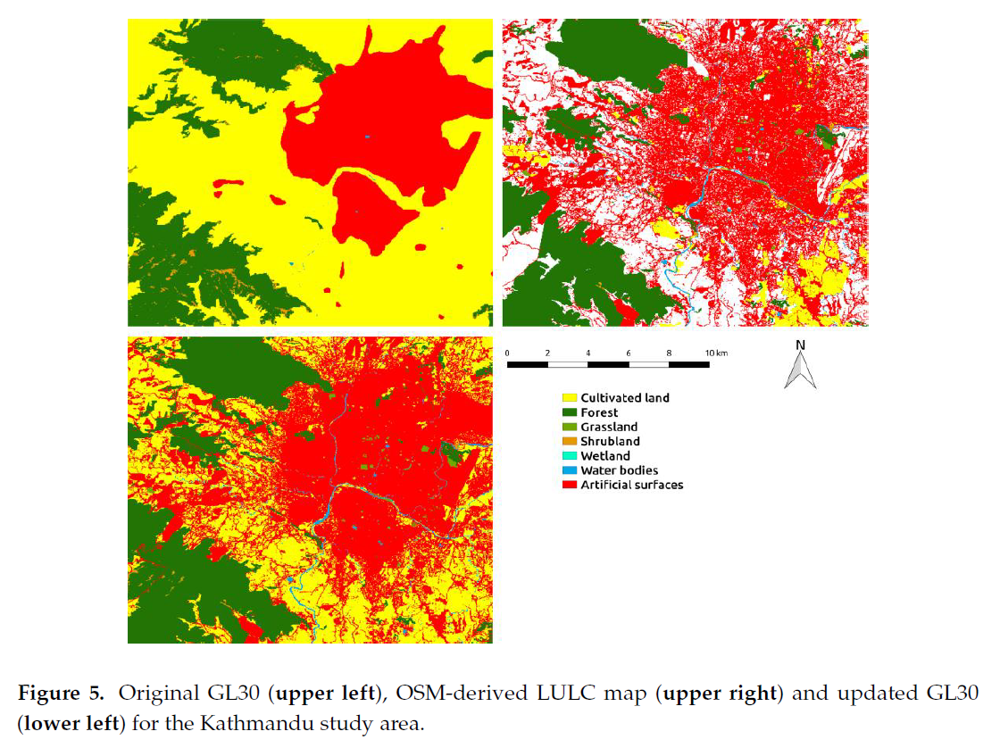 0 2 4 6 8 10 km
N
Cultivated land
Forest
Grassland
Shrubland
Wetland
Water bodies
Artificial surfaces
Figure 5. Original GL30 (upper left), OSM-derived LULC map (upper right) and updated GL30
(lower left) for the Kathmandu study area.